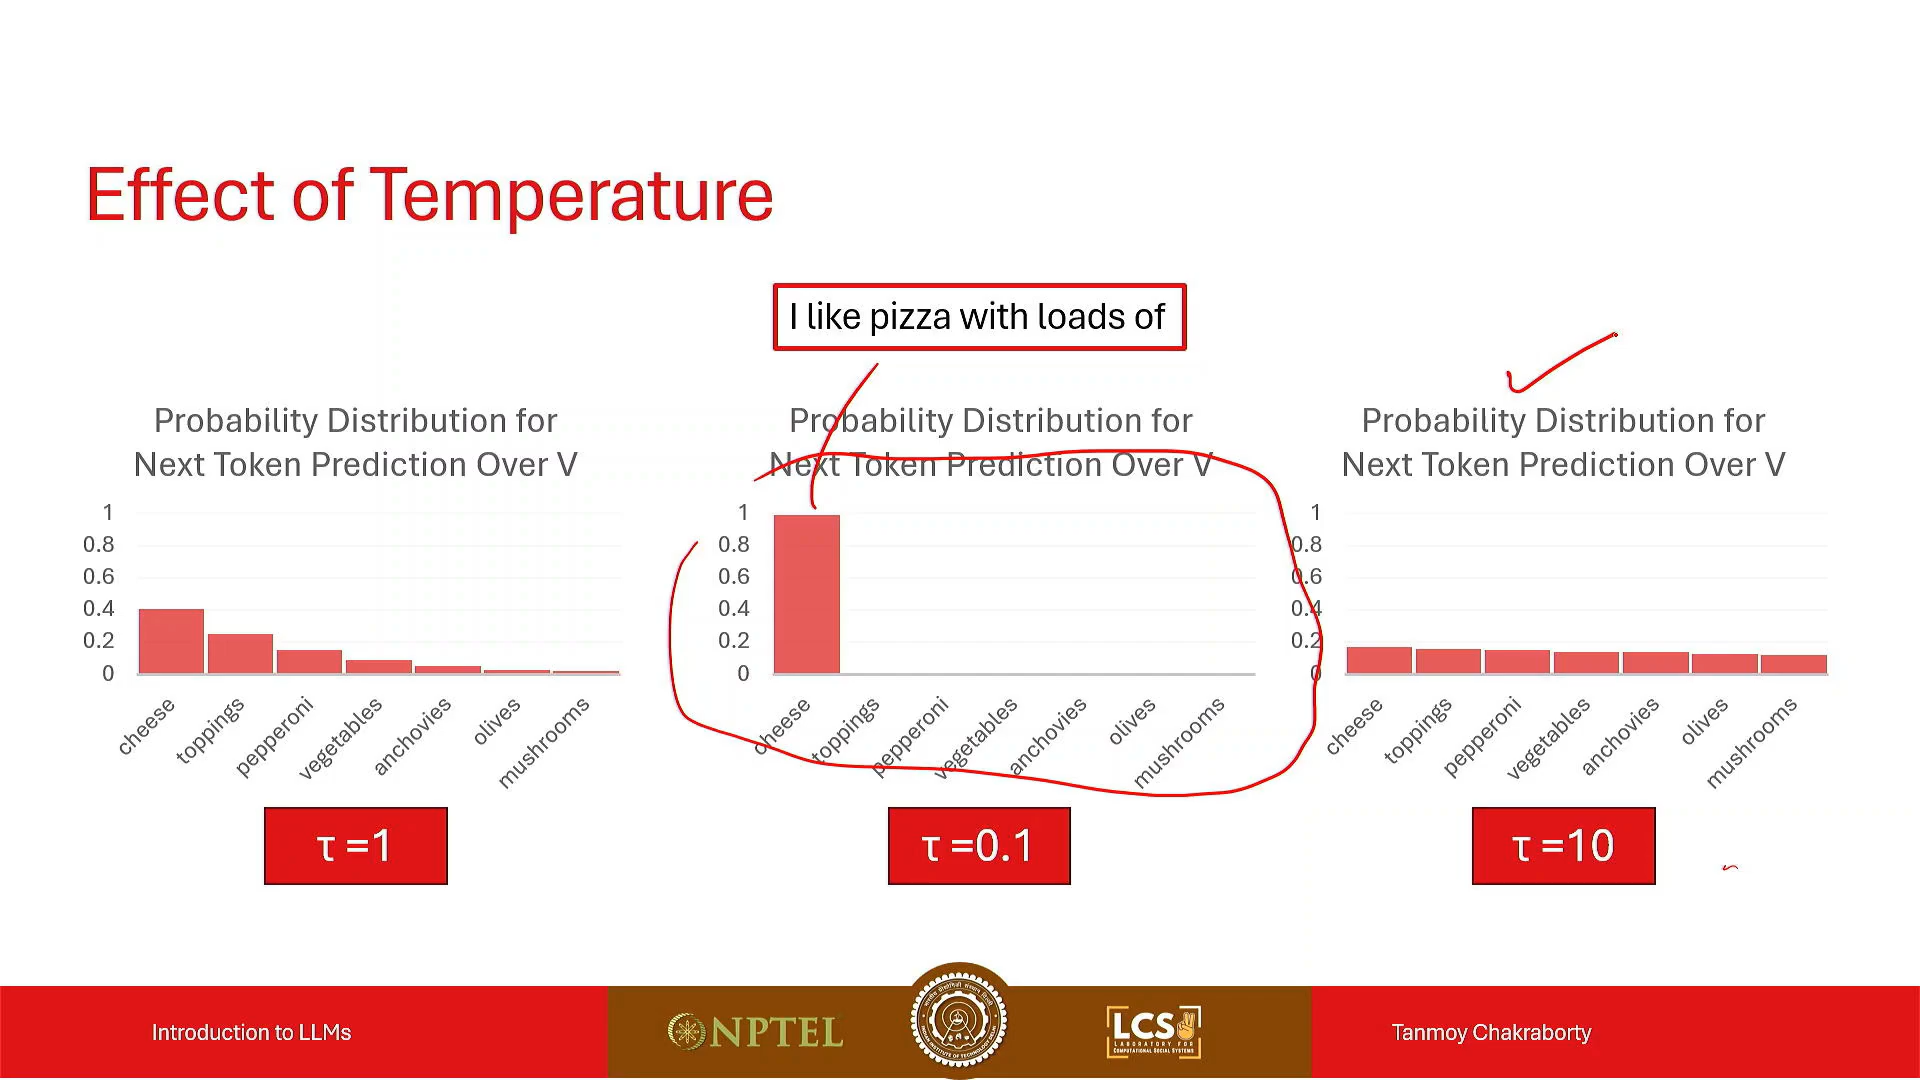 Effect of Temperature
I like pizza with loads of
Probability Distribution for
Next Token Prediction Over V
1
0.8
0.6
0.4
0.2
0
cheese
toppings
pepperoni
vegetables
anchovies
olives
mushrooms
τ =1
Probability Distribution for
Next Token Prediction Over V
1
0.8
0.6
0.4
0.2
0
cheese
toppings
pepperoni
vegetables
anchovies
olives
mushrooms
τ =0.1
Probability Distribution for
Next Token Prediction Over V
1
0.8
0.6
0.4
0.2
0
cheese
toppings
pepperoni
vegetables
anchovies
olives
mushrooms
τ =10
Introduction to LLMs
NPTEL
LCS
LABORATORY FOR
COMPUTATIONAL SOCIAL SYSTEMS
Tanmoy Chakraborty